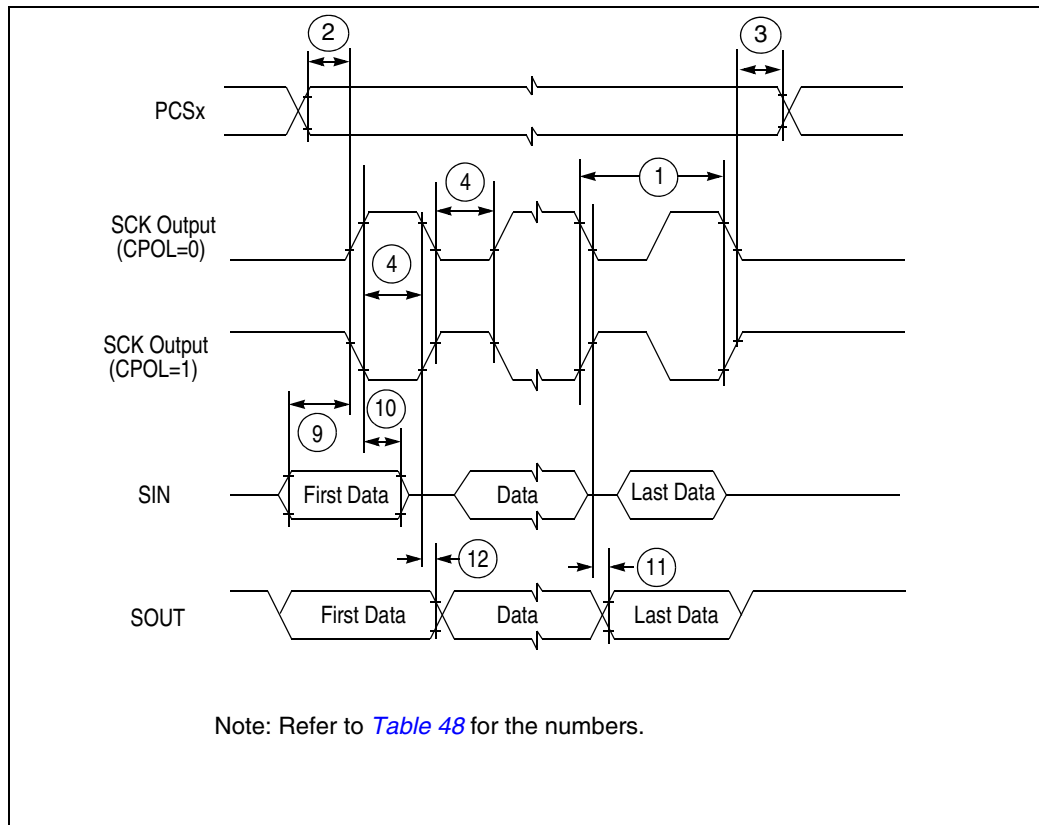 2
3
PCSx
1
4
SCK Output
(CPOL=0)
4
SCK Output
(CPOL=1)
10
9
SIN
First Data
Data
Last Data
12
11
SOUT
First Data
Data
Last Data
Note: Refer to Table 48 for the numbers.